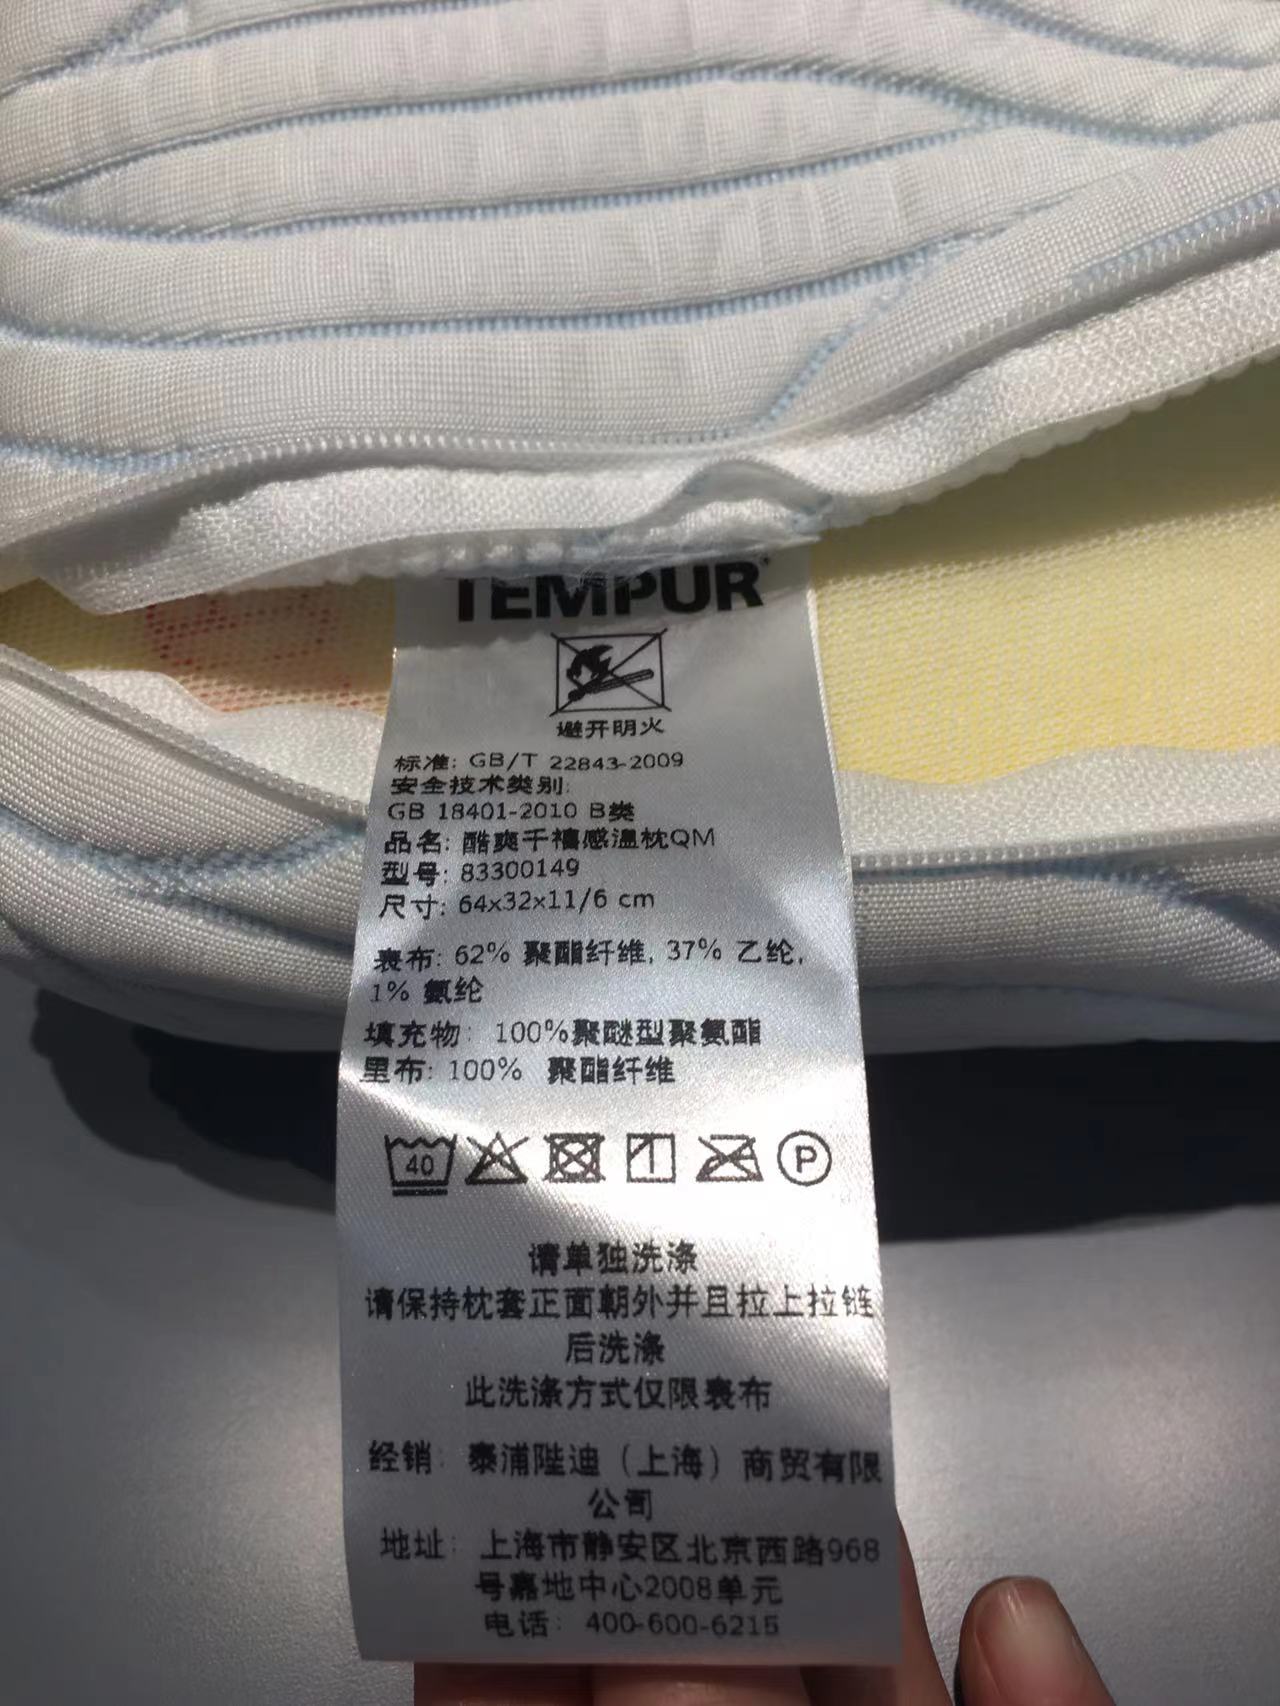 TEMPUR
避开明火
标准: GB/T 22843-2009
安全技术类别:
GB 18401-2010 B类
品名: 酷爽千禧感温枕QM
型号: 83300149
尺寸: 64x32x11/6 cm
表布: 62% 聚酯纤维, 37% 乙纶,
1% 氨纶
填充物: 100%聚醚型聚氨酯
里布: 100% 聚酯纤维
40
P
请单独洗涤
请保持枕套正面朝外并且拉上拉链
后洗涤
此洗涤方式仅限表布
经销: 泰浦陛迪（上海）商贸有限
公司
地址: 上海市静安区北京西路968
号嘉地中心2008单元
电话: 400-600-6215